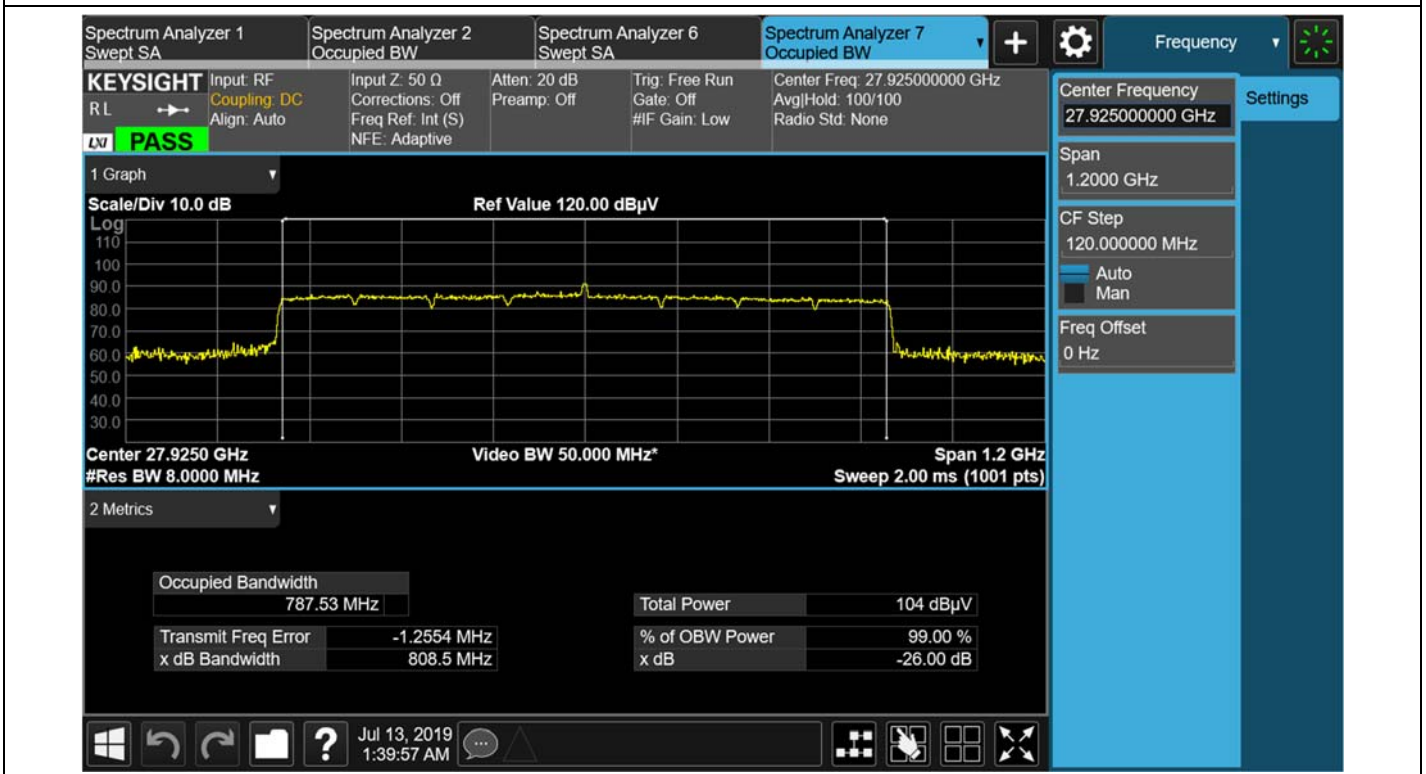 Spectrum Analyzer 1
Swept SA
Spectrum Analyzer 2
Occupied BW
Spectrum Analyzer 6
Swept SA
Spectrum Analyzer 7
Occupied BW
Frequency
KEYSIGHT
R L
LXI PASS
Input: RF
Coupling: DC
Align: Auto
Input Z: 50 Ω
Corrections: Off
Freq Ref: Int (S)
NFE: Adaptive
Atten: 20 dB
Preamp: Off
Trig: Free Run
Gate: Off
#IF Gain: Low
Center Freq: 27.925000000 GHz
Avg|Hold: 100/100
Radio Std: None
Center Frequency
27.925000000 GHz
Settings
Span
1.2000 GHz
CF Step
120.000000 MHz
Auto
Man
Freq Offset
0 Hz
1 Graph
Scale/Div 10.0 dB
Ref Value 120.00 dBµV
Log
110
100
90.0
80.0
70.0
60.0
50.0
40.0
30.0
Center 27.9250 GHz
Video BW 50.000 MHz*
Span 1.2 GHz
#Res BW 8.0000 MHz
Sweep 2.00 ms (1001 pts)
2 Metrics
Occupied Bandwidth
787.53 MHz
Total Power 104 dBµV
Transmit Freq Error -1.2554 MHz
% of OBW Power 99.00 %
x dB Bandwidth 808.5 MHz
x dB -26.00 dB
?
Jul 13, 2019
1:39:57 AM